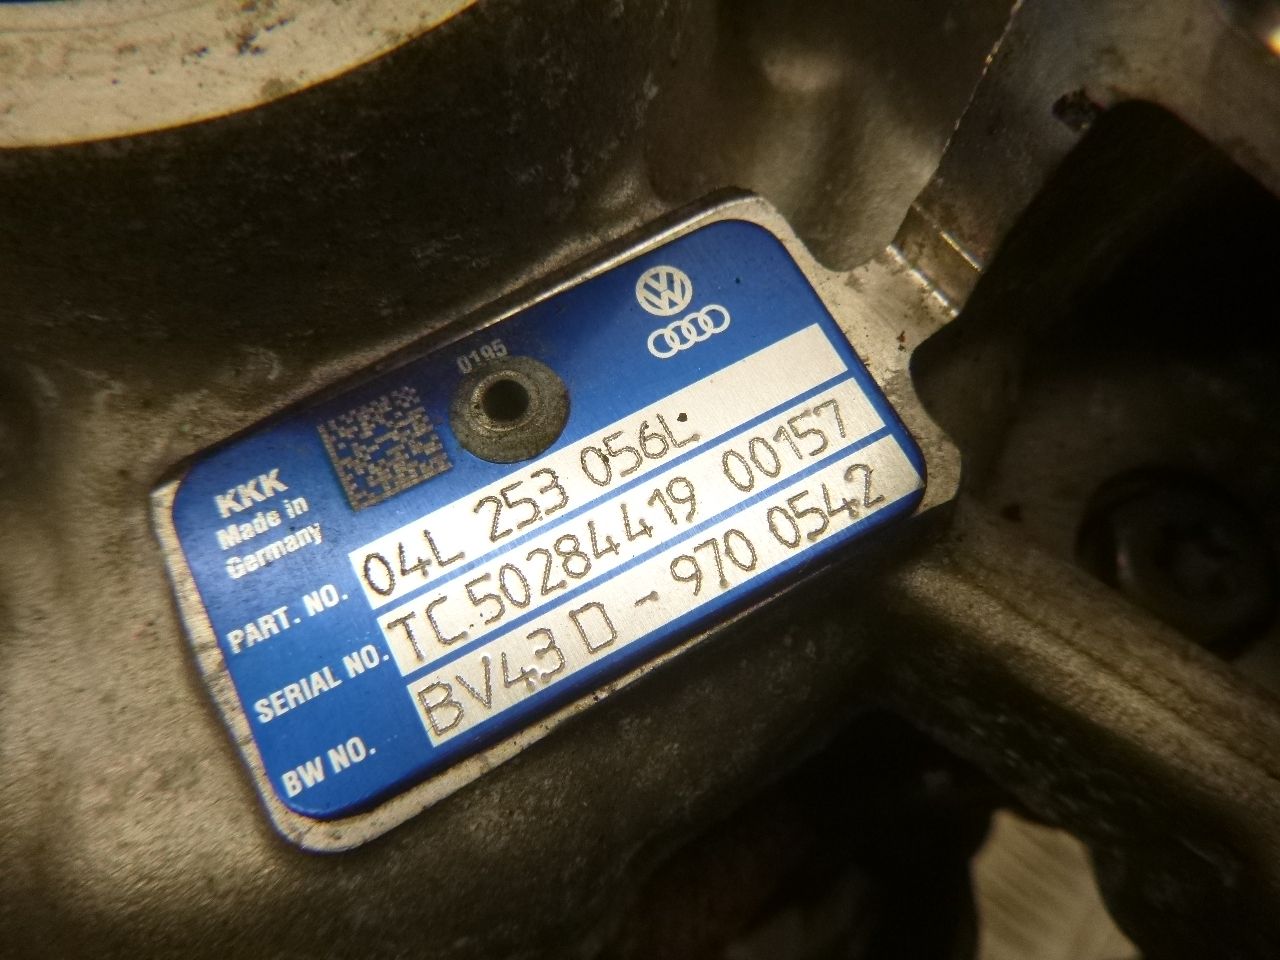 0195
KKK
Made in
Germany
PART. NO. 04L 253 056L
SERIAL NO. TC 50284419 00157
BW NO. BV43D - 970 0542